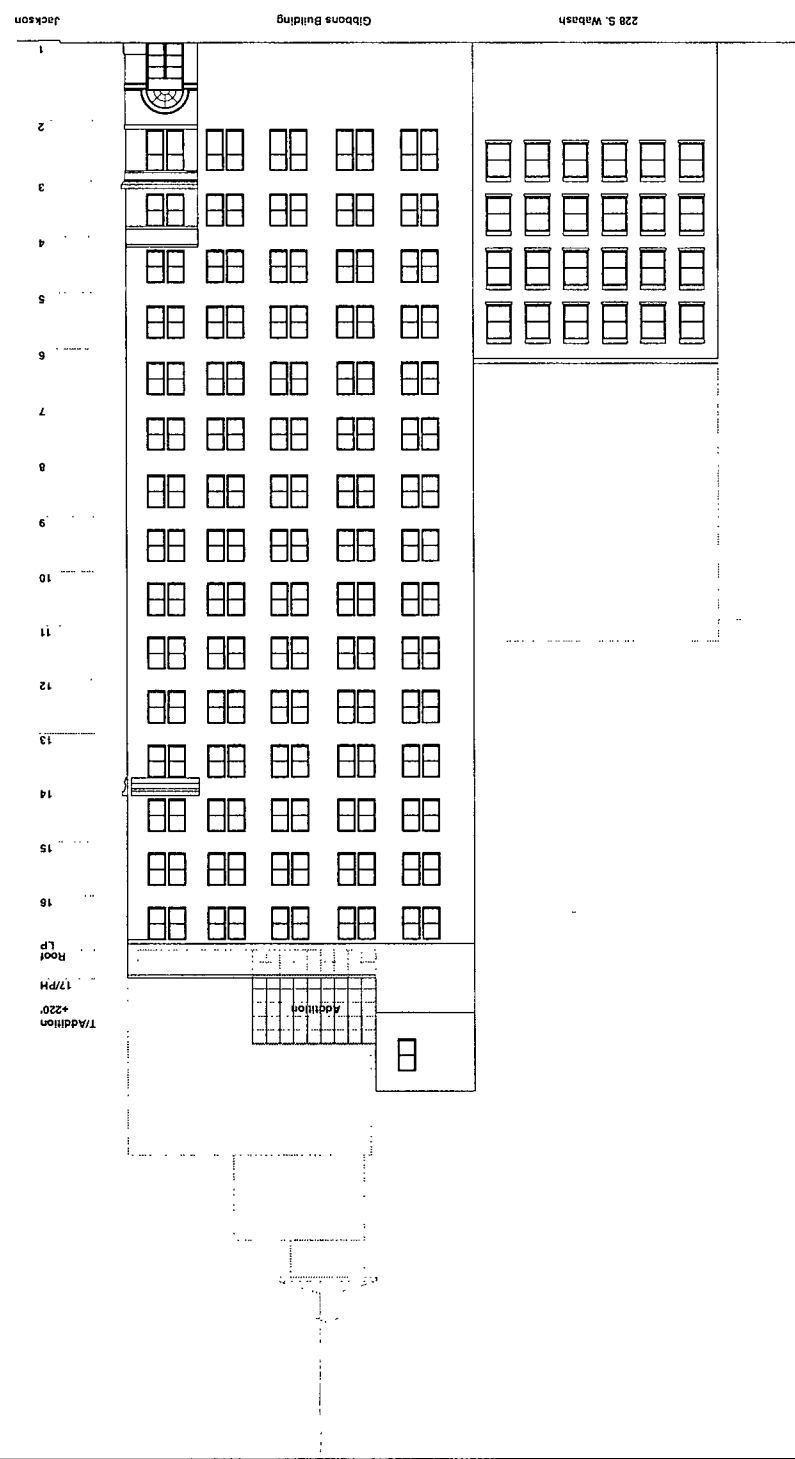 T/Addition
+220'
Addition
17/PH
Roof
LP
16
15
14
13
12
11
10
9
8
7
6
5
4
3
2
1
228 S. Wabash
Gibbons Building
Jackson